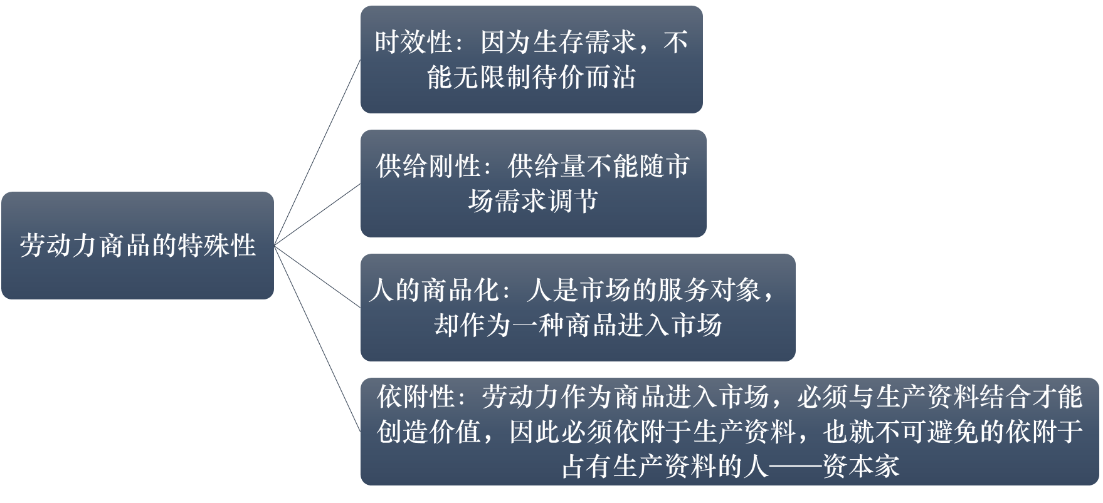 时效性：因为生存需求，不
能无限制待价而沽
供给刚性：供给量不能随市
场需求调节
劳动力商品的特殊性
人的商品化：人是市场的服务对象，
却作为一种商品进入市场
依附性：劳动力作为商品进入市场，必须与生产资料结合才能
创造价值，因此必须依附于生产资料，也就不可避免的依附于
占有生产资料的人——资本家